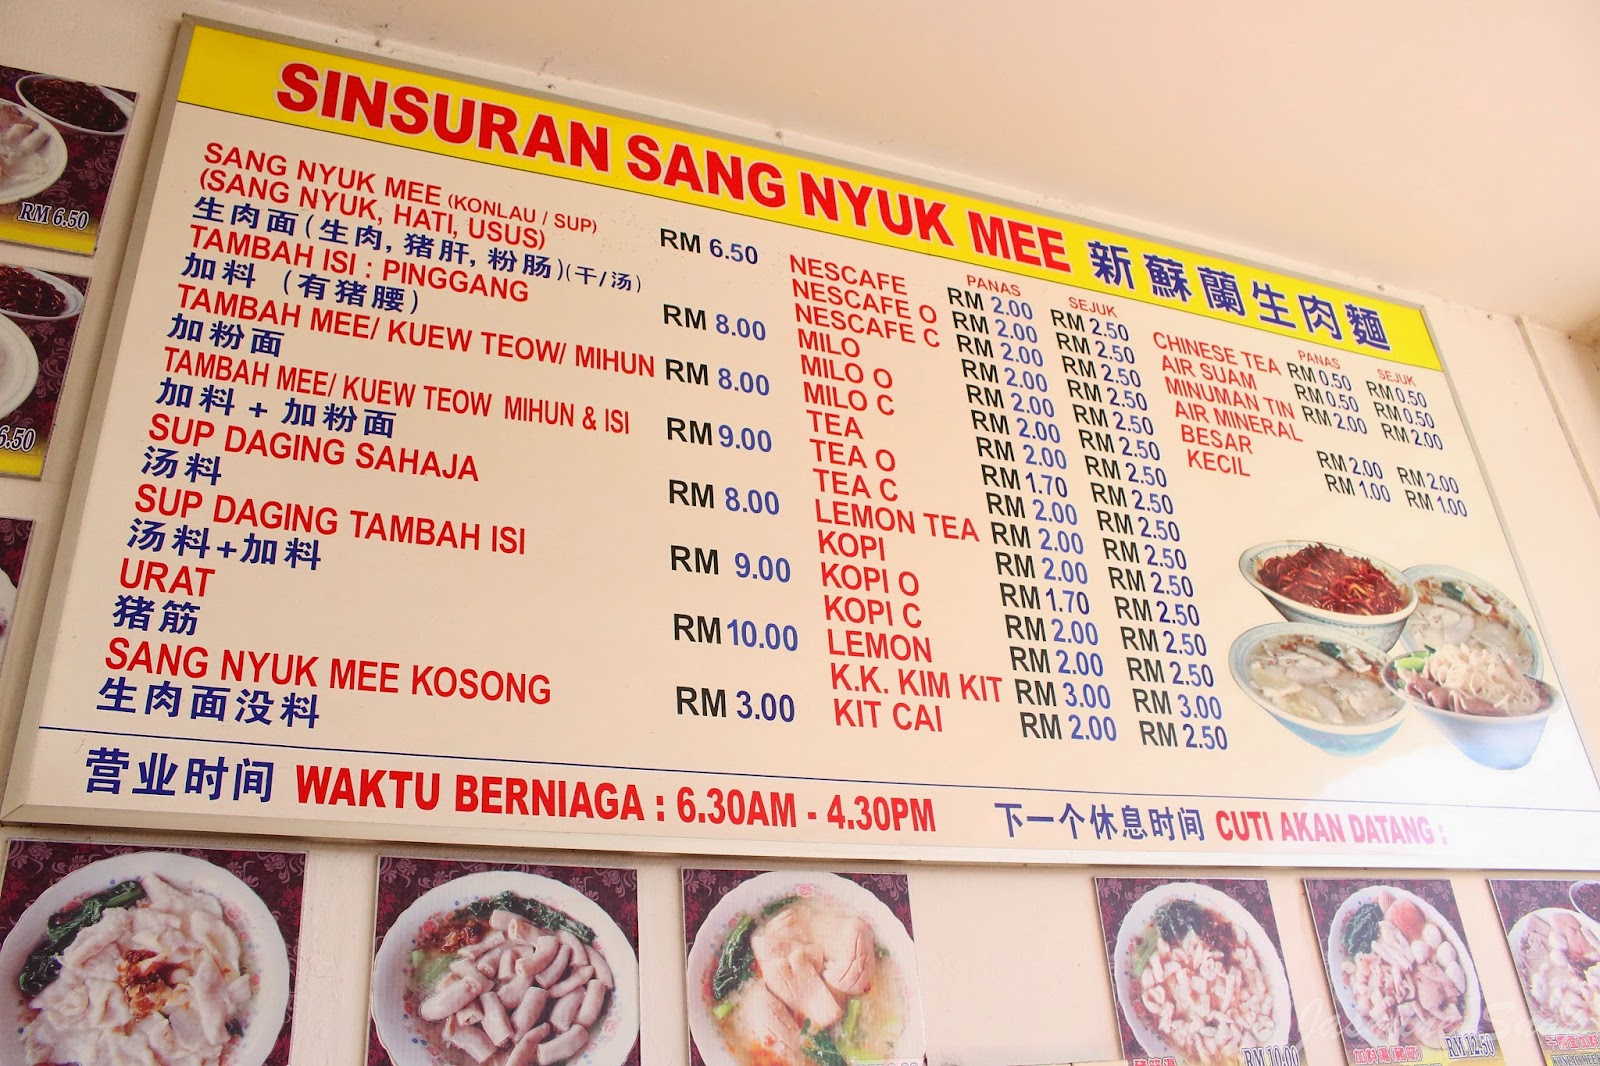 SINSURAN SANG NYUK MEE 新蘇蘭生肉麵
SANG NYUK MEE (KONLAU / SUP)
(SANG NYUK, HATI, USUS) RM 6.50
生肉面(生肉,猪肝,粉肠)(干/汤)
TAMBAH ISI : PINGGANG RM 8.00
加料 (有猪腰)
TAMBAH MEE/ KUEW TEOW/ MIHUN RM 8.00
加粉面
TAMBAH MEE/ KUEW TEOW MIHUN & ISI RM 9.00
加料 + 加粉面
SUP DAGING SAHAJA RM 8.00
汤料
SUP DAGING TAMBAH ISI RM 9.00
汤料+加料
URAT RM 10.00
猪筋
SANG NYUK MEE KOSONG RM 3.00
生肉面没料
PANAS SEJUK
NESCAFE RM 2.00 RM 2.50
NESCAFE O RM 2.00 RM 2.50
NESCAFE C RM 2.00 RM 2.50
MILO RM 2.00 RM 2.50
MILO O RM 2.00 RM 2.50
MILO C RM 2.00 RM 2.50
TEA RM 2.00 RM 2.50
TEA O RM 1.70 RM 2.50
TEA C RM 2.00 RM 2.50
LEMON TEA RM 2.00 RM 2.50
KOPI RM 2.00 RM 2.50
KOPI O RM 1.70 RM 2.50
KOPI C RM 2.00 RM 2.50
LEMON RM 2.00 RM 2.50
K.K. KIM KIT RM 3.00 RM 3.00
KIT CAI RM 2.00 RM 2.50
PANAS SEJUK
CHINESE TEA RM 0.50 RM 0.50
AIR SUAM RM 0.50 RM 0.50
MINUMAN TIN RM 2.00 RM 2.00
AIR MINERAL
BESAR RM 2.00 RM 2.00
KECIL RM 1.00 RM 1.00
营业时间 WAKTU BERNIAGA : 6.30AM - 4.30PM
下一个休息时间 CUTI AKAN DATANG :
RM 6.50
6.50
猪筋汤
RM 10.00
加料汤(猪筋)
RM 12.50